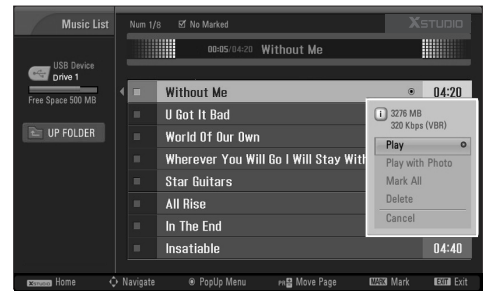 Music List
Num 1/8 No Marked
XSTUDIO
00:05/04:20 Without Me
USB Device
Drive 1
Free Space 500 MB
UP FOLDER
Without Me 04:20
U Got It Bad
World Of Our Own
Wherever You Will Go I Will Stay With
Star Guitars
All Rise
In The End
Insatiable 04:40
i 3276 MB
320 Kbps (VBR)
Play
Play with Photo
Mark All
Delete
Cancel
XSTUDIO Home Navigate PopUp Menu PR Move Page MARK Mark EXIT Exit